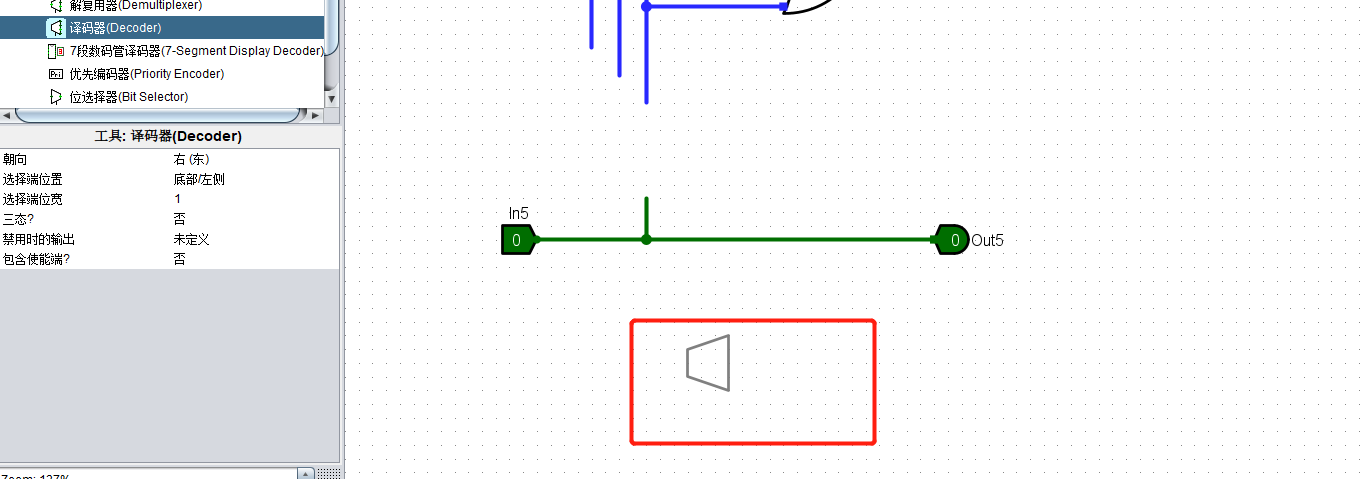 解复用器(Demultiplexer)
译码器(Decoder)
7段数码管译码器(7-Segment Display Decoder)
Pri 优先编码器(Priority Encoder)
位选择器(Bit Selector)
工具: 译码器(Decoder)
朝向 右 (东)
选择端位置 底部/左侧
选择端位宽 1
三态? 否
禁用时的输出 未定义
包含使能端? 否
Zoom: 137%
In5
0
0 Out5